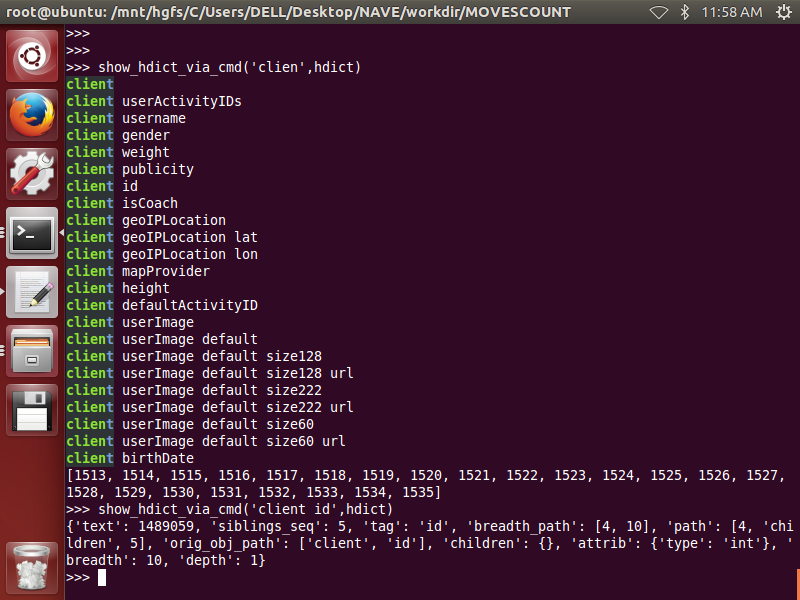 root@ubuntu: /mnt/hgfs/C/Users/DELL/Desktop/NAVE/workdir/MOVESCOUNT 11:58 AM
>>>
>>>
>>> show_hdict_via_cmd('clien',hdict)
client
client userActivityIDs
client username
client gender
client weight
client publicity
client id
client isCoach
client geoIPLocation
client geoIPLocation lat
client geoIPLocation lon
client mapProvider
client height
client defaultActivityID
client userImage
client userImage default
client userImage default size128
client userImage default size128 url
client userImage default size222
client userImage default size222 url
client userImage default size60
client userImage default size60 url
client birthDate
[1513, 1514, 1515, 1516, 1517, 1518, 1519, 1520, 1521, 1522, 1523, 1524, 1525, 1526, 1527,
1528, 1529, 1530, 1531, 1532, 1533, 1534, 1535]
>>> show_hdict_via_cmd('client id',hdict)
{'text': 1489059, 'siblings_seq': 5, 'tag': 'id', 'breadth_path': [4, 10], 'path': [4, 'chi
ldren', 5], 'orig_obj_path': ['client', 'id'], 'children': {}, 'attrib': {'type': 'int'}, '
breadth': 10, 'depth': 1}
>>>